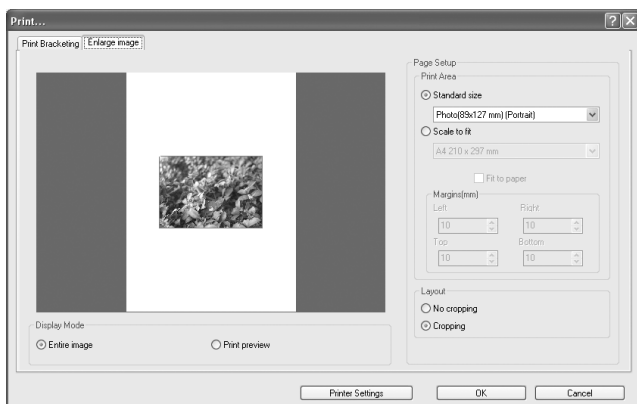 Print...
Print Bracketing
Enlarge image
Page Setup
Print Area
Standard size
Photo(89x127 mm) (Portrait)
Scale to fit
A4 210 x 297 mm
Fit to paper
Margins(mm)
Left Right
10 10
Top Bottom
10 10
Layout
No cropping
Cropping
Display Mode
Entire image Print preview
Printer Settings OK Cancel